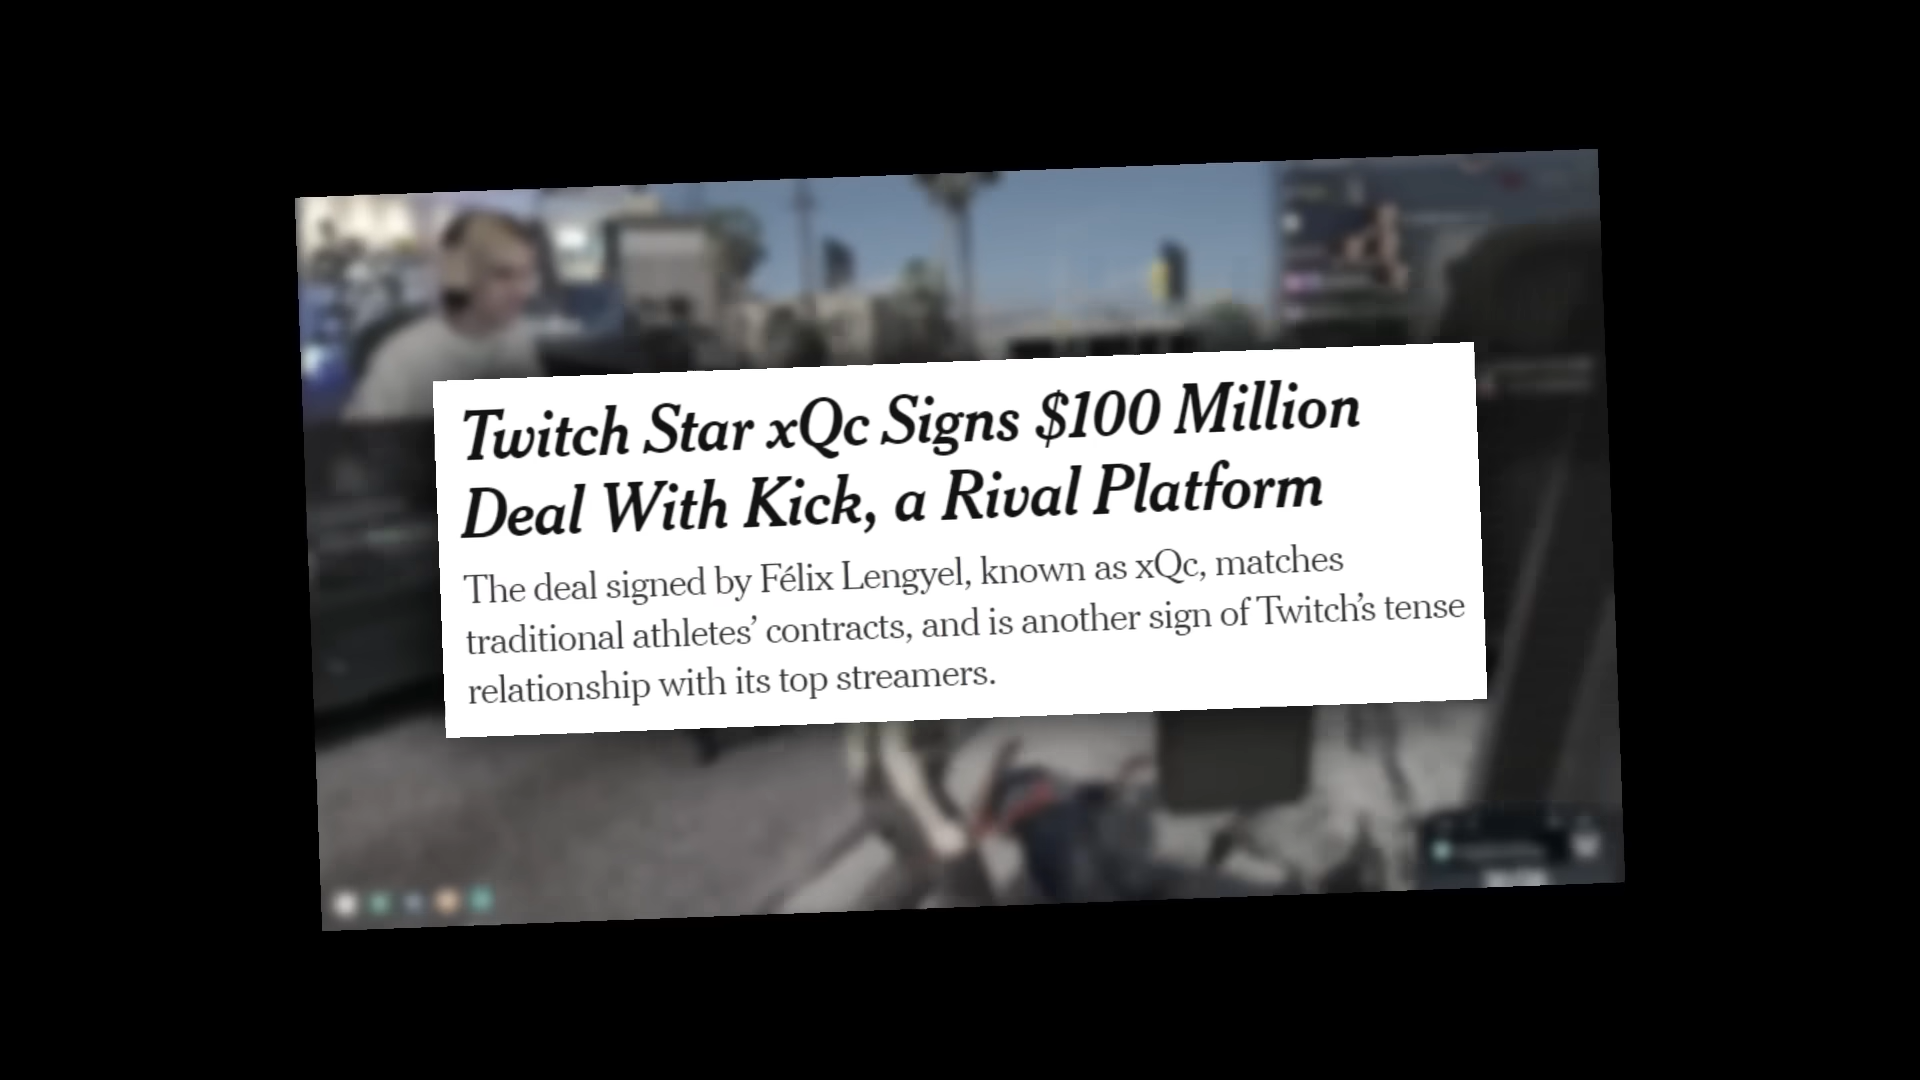 Twitch Star xQc Signs $100 Million
Deal With Kick, a Rival Platform
The deal signed by Félix Lengyel, known as xQc, matches
traditional athletes’ contracts, and is another sign of Twitch’s tense
relationship with its top streamers.